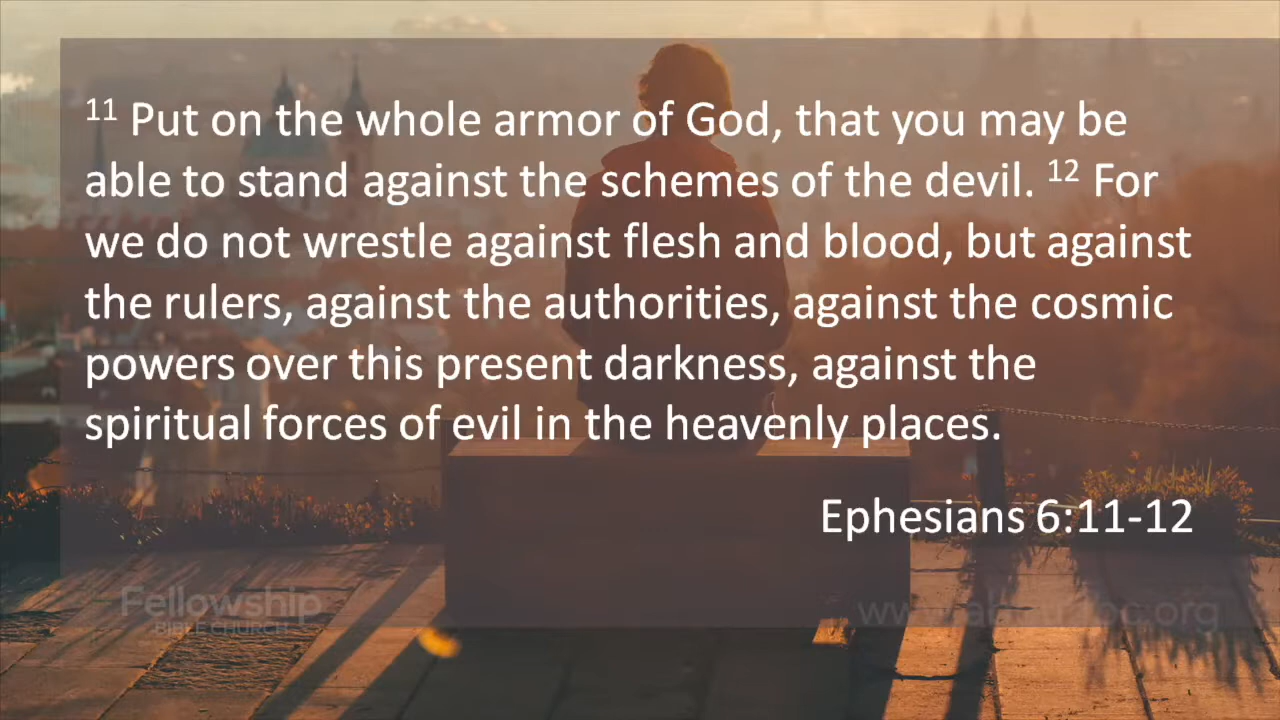 ¹¹ Put on the whole armor of God, that you may be
able to stand against the schemes of the devil. ¹² For
we do not wrestle against flesh and blood, but against
the rulers, against the authorities, against the cosmic
powers over this present darkness, against the
spiritual forces of evil in the heavenly places.
Ephesians 6:11-12
Fellowship
BIBLE CHURCH